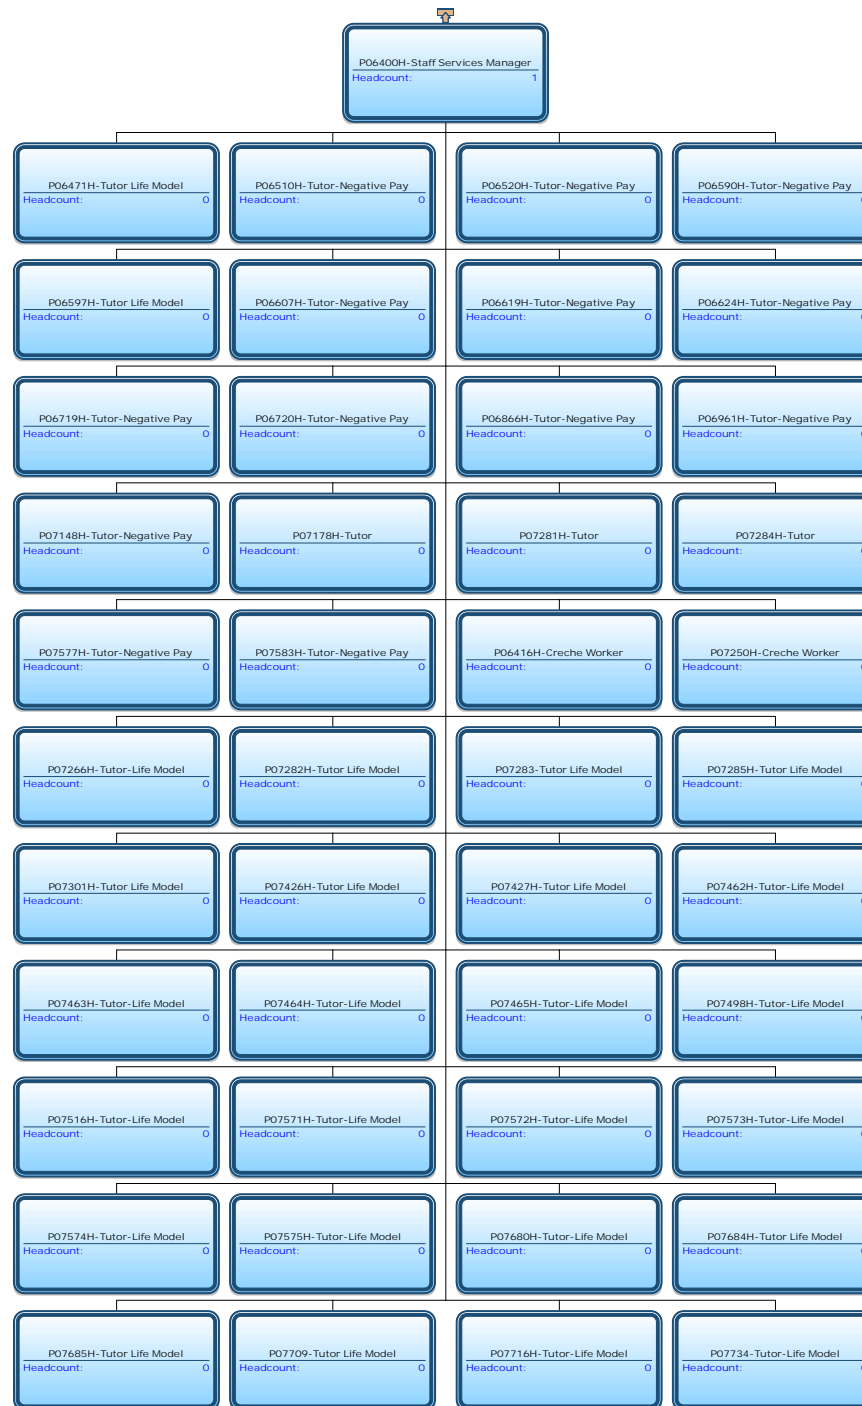 P06400H-Staff Services Manager
Headcount: 1
P06471H-Tutor Life Model P06510H-Tutor-Negative Pay P06520H-Tutor-Negative Pay P06590H-Tutor-Negative Pay
Headcount: 0 Headcount: 0 Headcount: 0 Headcount:
P06597H-Tutor Life Model P06607H-Tutor-Negative Pay P06619H-Tutor-Negative Pay P06624H-Tutor-Negative Pay
Headcount: 0 Headcount: 0 Headcount: 0 Headcount:
P06719H-Tutor-Negative Pay P06720H-Tutor-Negative Pay P06866H-Tutor-Negative Pay P06961H-Tutor-Negative Pay
Headcount: 0 Headcount: 0 Headcount: 0 Headcount:
P07148H-Tutor-Negative Pay P07178H-Tutor P07281H-Tutor P07284H-Tutor
Headcount: 0 Headcount: 0 Headcount: 0 Headcount:
P07577H-Tutor-Negative Pay P07583H-Tutor-Negative Pay P06416H-Creche Worker P07250H-Creche Worker
Headcount: 0 Headcount: 0 Headcount: 0 Headcount:
P07266H-Tutor-Life Model P07282H-Tutor Life Model P07283-Tutor Life Model P07285H-Tutor Life Model
Headcount: 0 Headcount: 0 Headcount: 0 Headcount:
P07301H-Tutor Life Model P07426H-Tutor Life Model P07427H-Tutor Life Model P07462H-Tutor-Life Model
Headcount: 0 Headcount: 0 Headcount: 0 Headcount:
P07463H-Tutor-Life Model P07464H-Tutor-Life Model P07465H-Tutor-Life Model P07498H-Tutor-Life Model
Headcount: 0 Headcount: 0 Headcount: 0 Headcount:
P07516H-Tutor-Life Model P07571H-Tutor-Life Model P07572H-Tutor-Life Model P07573H-Tutor-Life Model
Headcount: 0 Headcount: 0 Headcount: 0 Headcount:
P07574H-Tutor-Life Model P07575H-Tutor-Life Model P07680H-Tutor-Life Model P07684H-Tutor Life Model
Headcount: 0 Headcount: 0 Headcount: 0 Headcount:
P07685H-Tutor Life Model P07709-Tutor Life Model P07716H-Tutor-Life Model P07734-Tutor-Life Model
Headcount: 0 Headcount: 0 Headcount: 0 Headcount: